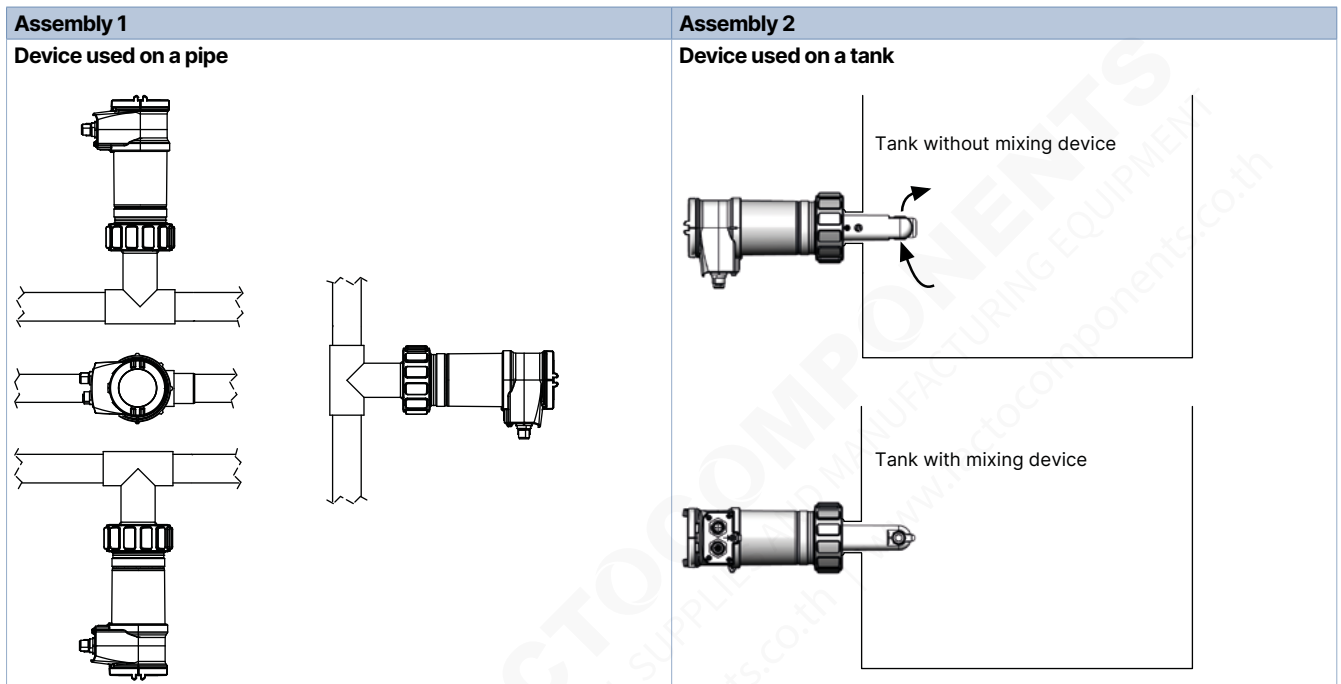 Assembly 1
Device used on a pipe
Assembly 2
Device used on a tank
Tank without mixing device
Tank with mixing device